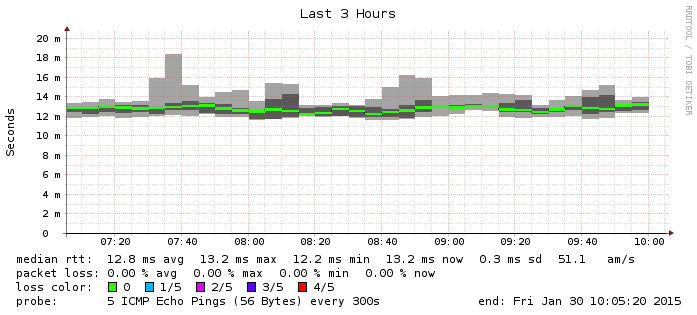 Last 3 Hours
RRDTOOL / TOBI OETIKER
Seconds
20 m
18 m
16 m
14 m
12 m
10 m
8 m
6 m
4 m
2 m
0
07:20 07:40 08:00 08:20 08:40 09:00 09:20 09:40 10:00
median rtt: 12.8 ms avg 13.2 ms max 12.2 ms min 13.2 ms now 0.3 ms sd 51.1 am/s
packet loss: 0.00 % avg 0.00 % max 0.00 % min 0.00 % now
loss color: 0 1/5 2/5 3/5 4/5
probe: 5 ICMP Echo Pings (56 Bytes) every 300s end: Fri Jan 30 10:05:20 2015